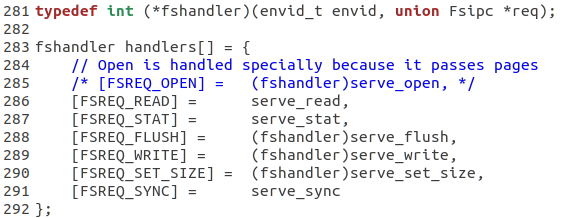 281 typedef int (*fshandler)(envid_t envid, union Fsipc *req);
282
283 fshandler handlers[] = {
284     // Open is handled specially because it passes pages
285     /* [FSREQ_OPEN] =   (fshandler)serve_open, */
286     [FSREQ_READ] =      serve_read,
287     [FSREQ_STAT] =      serve_stat,
288     [FSREQ_FLUSH] =     (fshandler)serve_flush,
289     [FSREQ_WRITE] =     (fshandler)serve_write,
290     [FSREQ_SET_SIZE] =  (fshandler)serve_set_size,
291     [FSREQ_SYNC] =      serve_sync
292 };